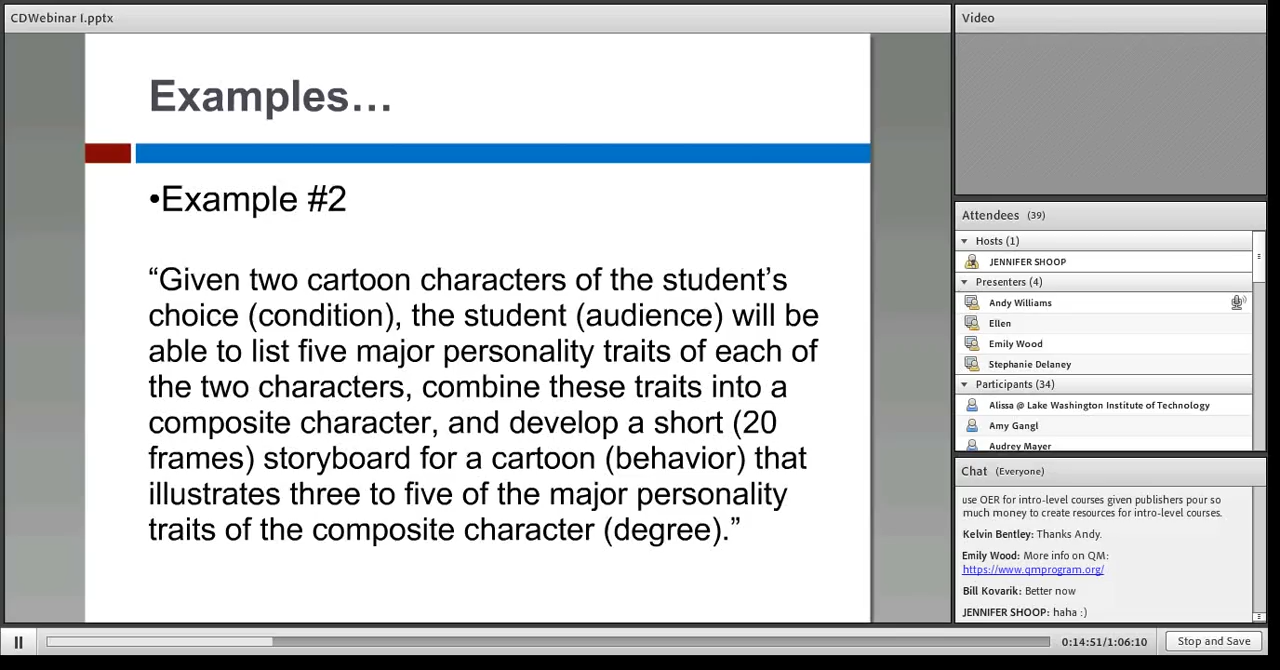 CDWebinar I.pptx
Examples…
•Example #2
“Given two cartoon characters of the student’s
choice (condition), the student (audience) will be
able to list five major personality traits of each of
the two characters, combine these traits into a
composite character, and develop a short (20
frames) storyboard for a cartoon (behavior) that
illustrates three to five of the major personality
traits of the composite character (degree).”
Video
Attendees (39)
Hosts (1)
JENNIFER SHOOP
Presenters (4)
Andy Williams
Ellen
Emily Wood
Stephanie Delaney
Participants (34)
Alissa @ Lake Washington Institute of Technology
Amy Gangl
Audrey Mayer
Chat (Everyone)
use OER for intro-level courses given publishers pour so
much money to create resources for intro-level courses.
Kelvin Bentley: Thanks Andy.
Emily Wood: More info on QM:
https://www.qmprogram.org/
Bill Kovarik: Better now
JENNIFER SHOOP: haha :)
0:14:51/1:06:10
Stop and Save